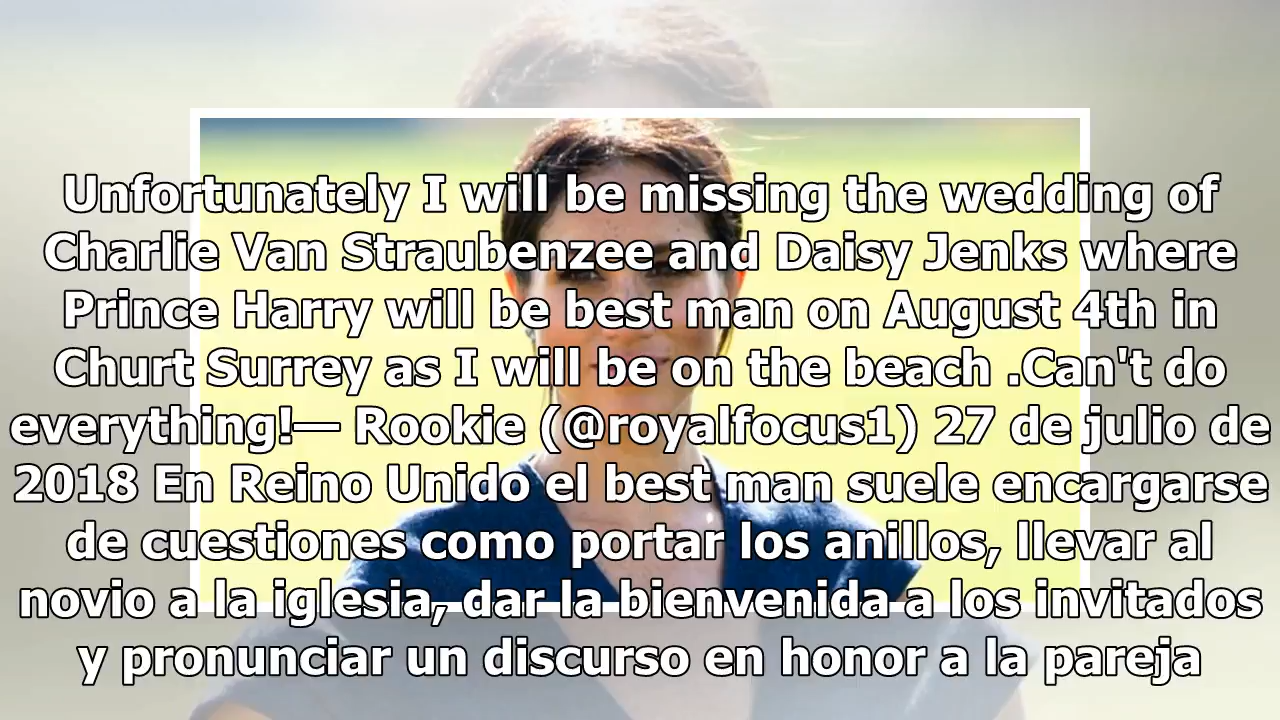 Unfortunately I will be missing the wedding of
Charlie Van Straubenzee and Daisy Jenks where
Prince Harry will be best man on August 4th in
Churt Surrey as I will be on the beach .Can't do
everything!— Rookie (@royalfocus1) 27 de julio de
2018 En Reino Unido el best man suele encargarse
de cuestiones como portar los anillos, llevar al
novio a la iglesia, dar la bienvenida a los invitados
y pronunciar un discurso en honor a la pareja